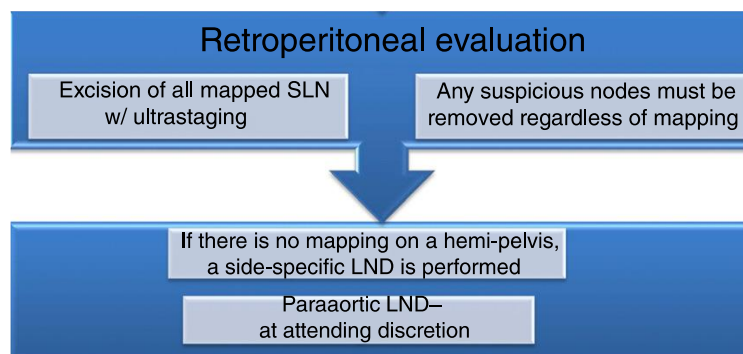 Retroperitoneal evaluation
Excision of all mapped SLN
w/ ultrastaging
Any suspicious nodes must be
removed regardless of mapping
If there is no mapping on a hemi-pelvis,
a side-specific LND is performed
Paraaortic LND–
at attending discretion